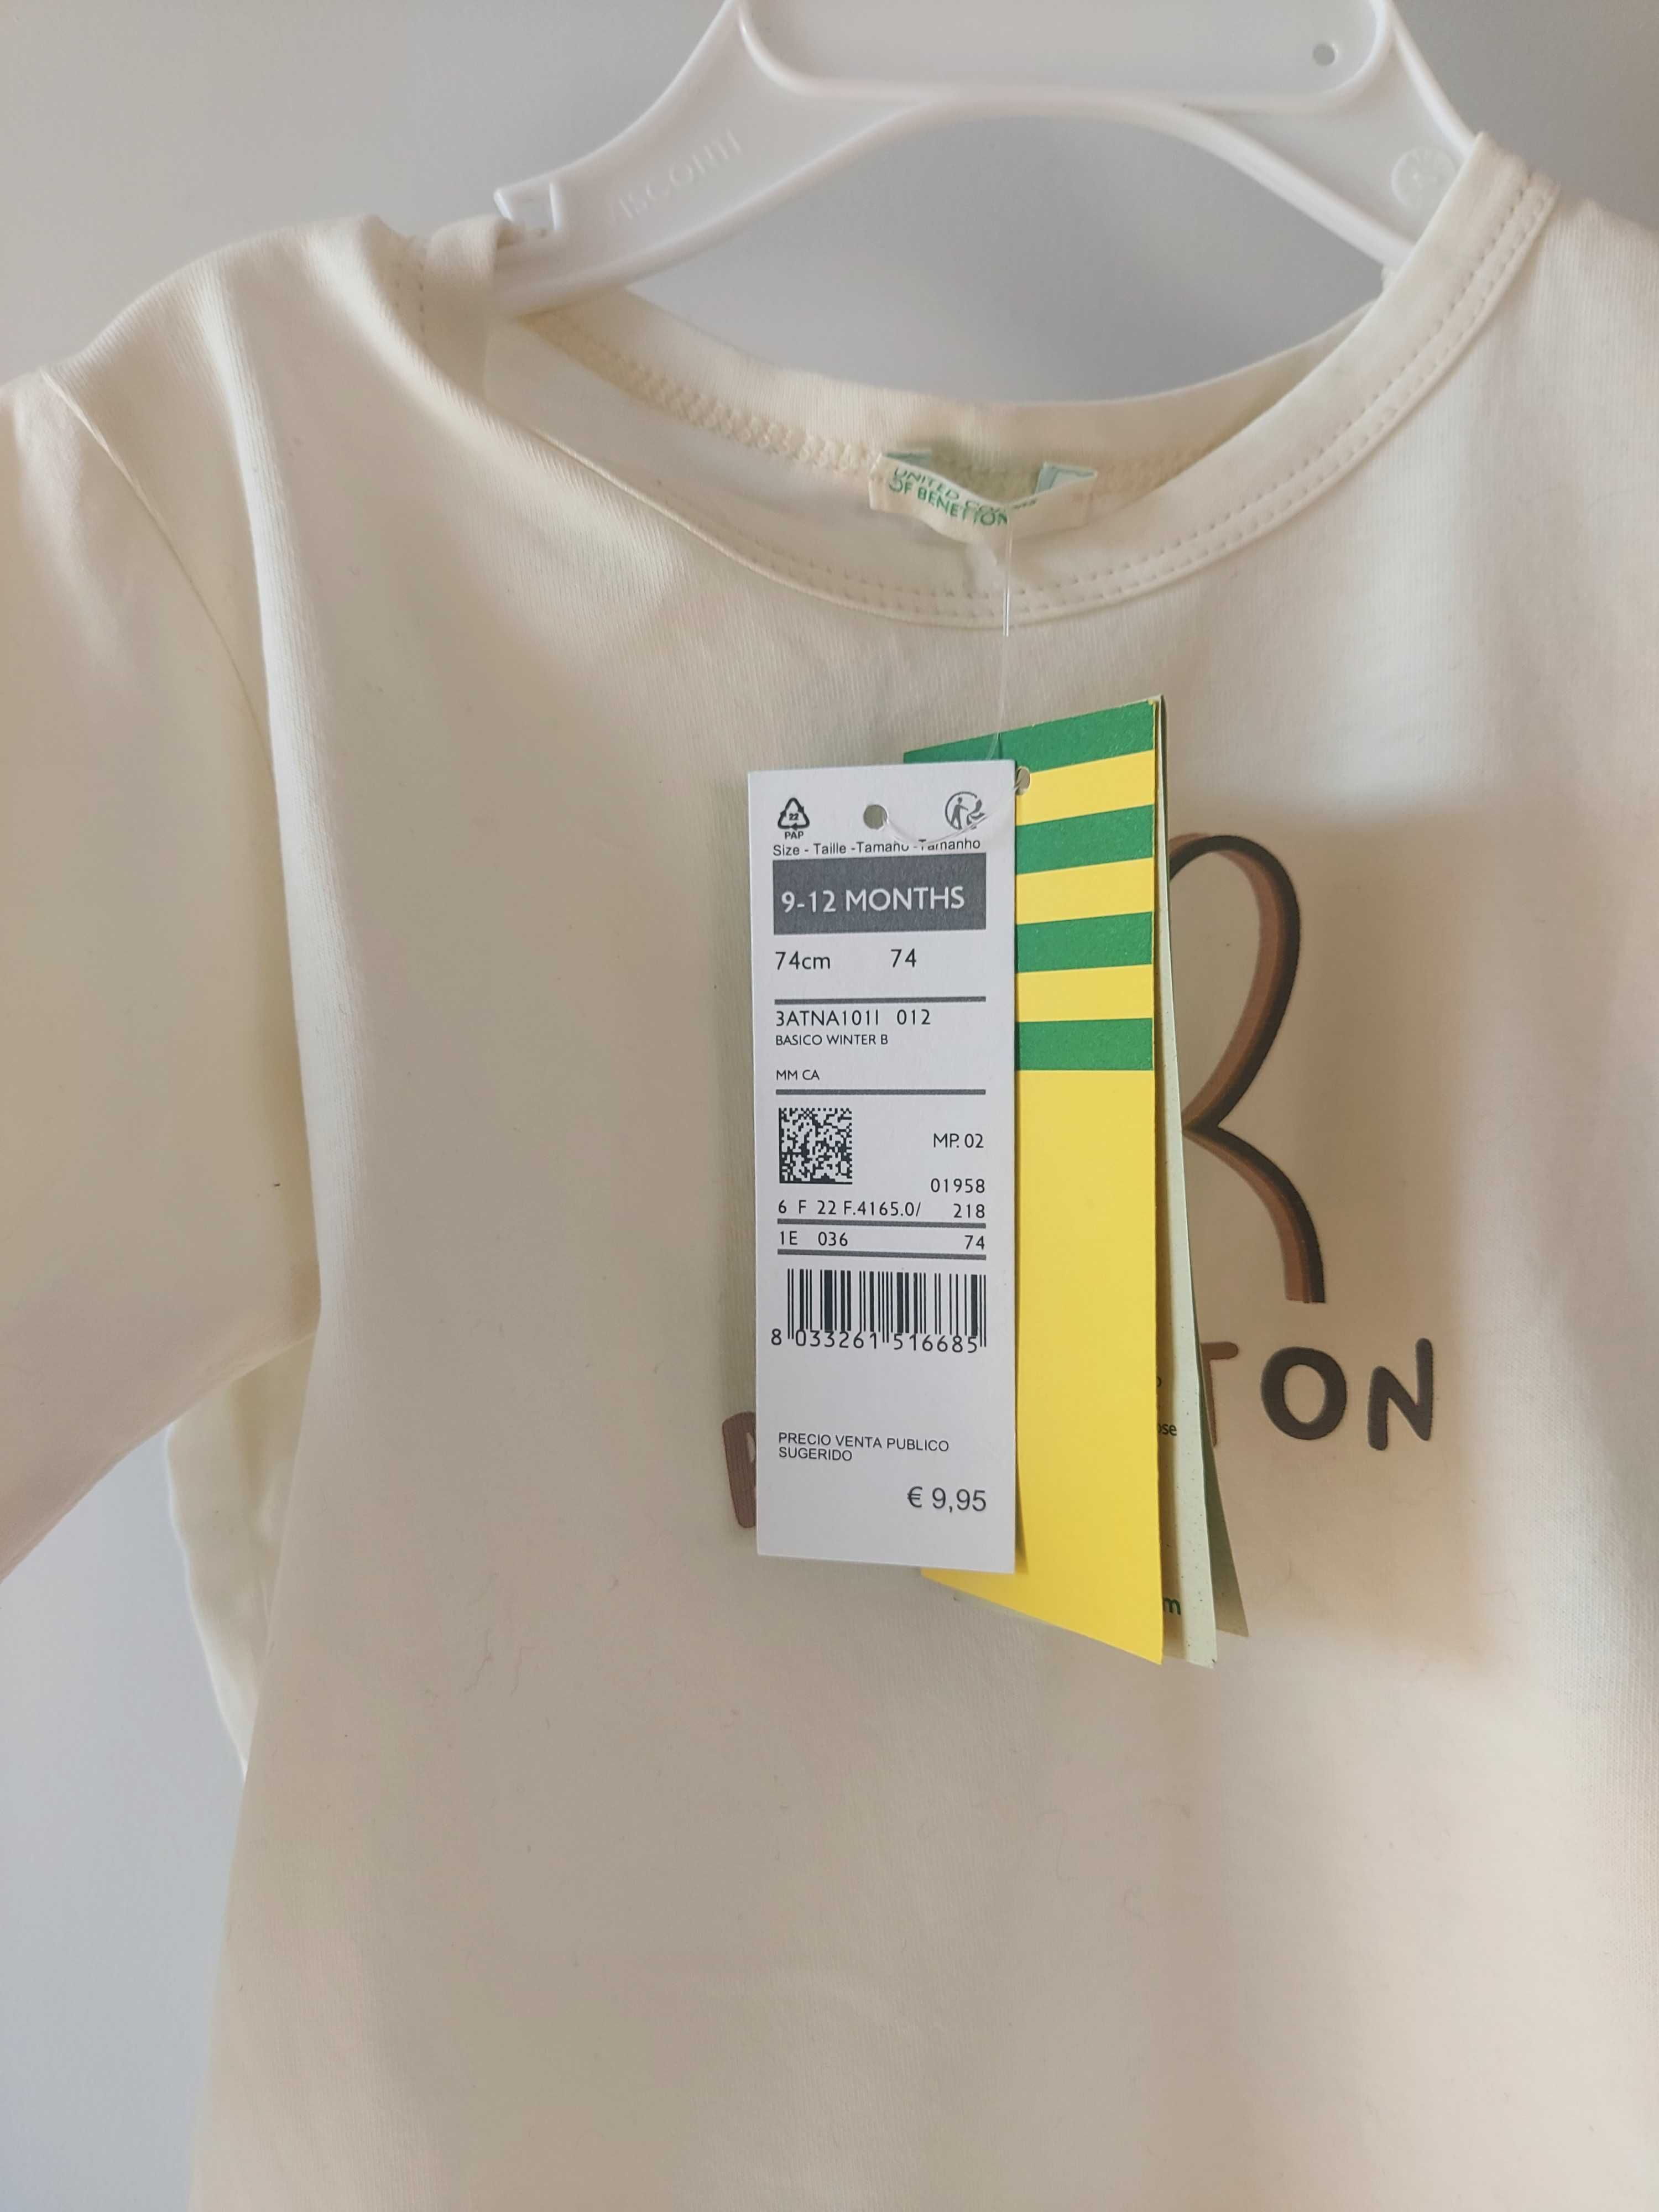 UNITED
OF BENETTON
22
PAP
Size - Taille -Tamaño -Tamanho
9-12 MONTHS
74cm 74
3ATNA101I 012
BASICO WINTER B
MM CA
MP. 02
01958
6 F 22 F.4165.0/ 218
1E 036 74
8 033261 516685
PRECIO VENTA PUBLICO
SUGERIDO
€ 9,95
TON